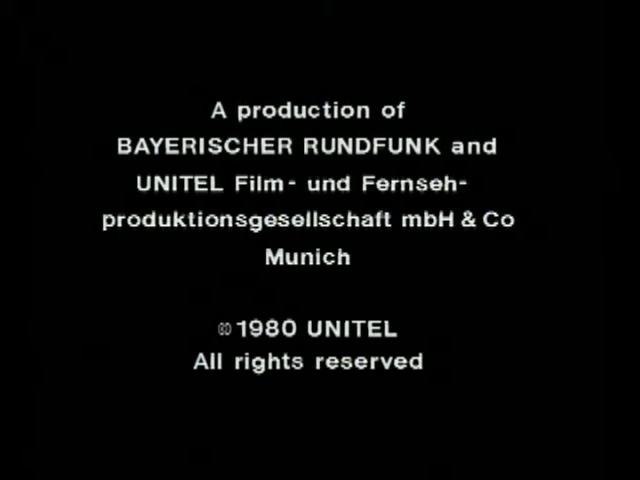 A production of
BAYERISCHER RUNDFUNK and
UNITEL Film- und Fernseh-
produktionsgesellschaft mbH & Co
Munich
©1980 UNITEL
All rights reserved